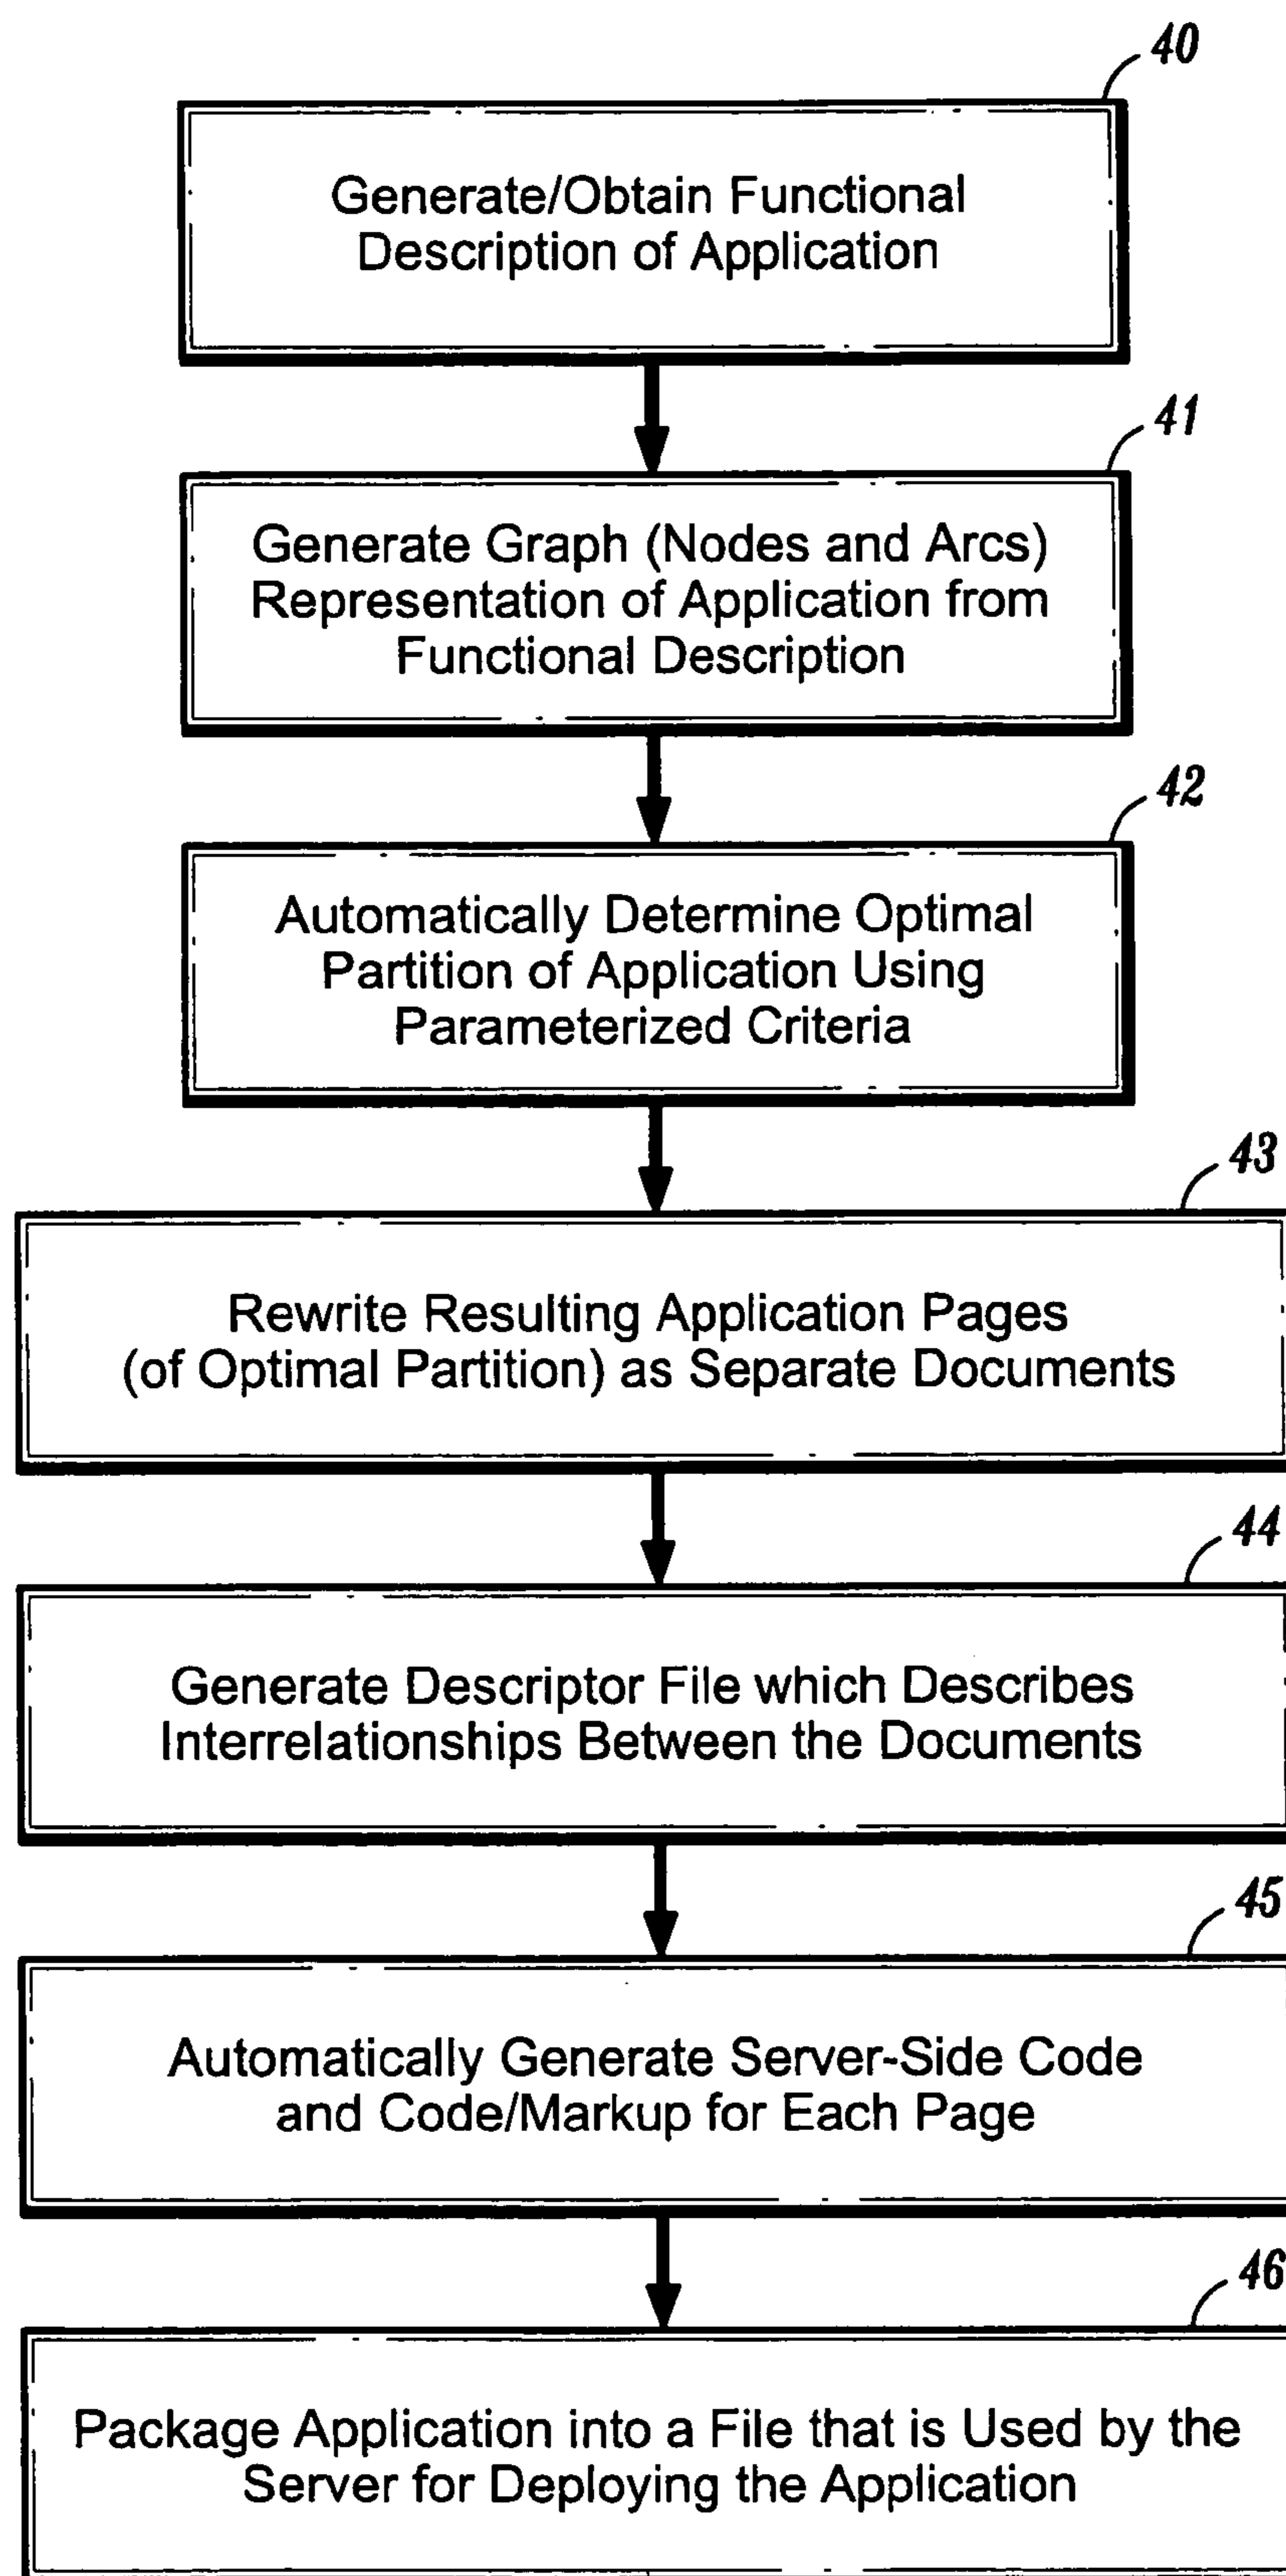 40
Generate/Obtain Functional
Description of Application
41
Generate Graph (Nodes and Arcs)
Representation of Application from
Functional Description
42
Automatically Determine Optimal
Partition of Application Using
Parameterized Criteria
43
Rewrite Resulting Application Pages
(of Optimal Partition) as Separate Documents
44
Generate Descriptor File which Describes
Interrelationships Between the Documents
45
Automatically Generate Server-Side Code
and Code/Markup for Each Page
46
Package Application into a File that is Used by the
Server for Deploying the Application